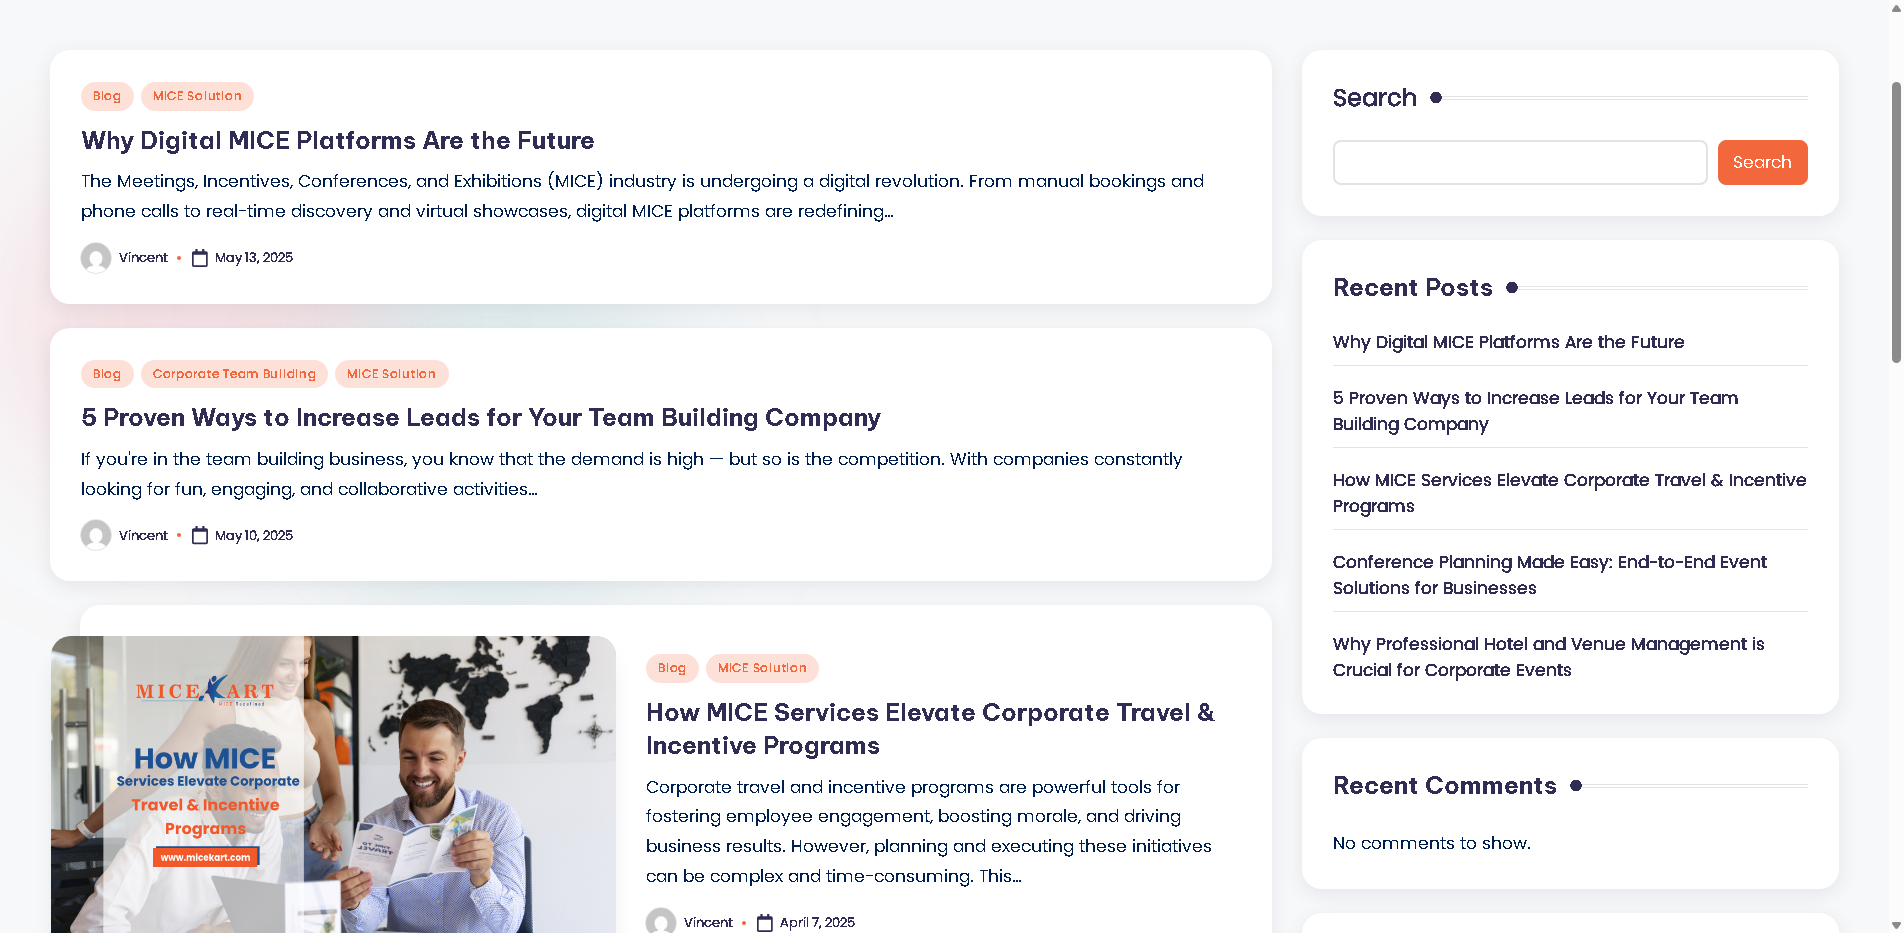 Blog MICE Solution
Why Digital MICE Platforms Are the Future
The Meetings, Incentives, Conferences, and Exhibitions (MICE) industry is undergoing a digital revolution. From manual bookings and
phone calls to real-time discovery and virtual showcases, digital MICE platforms are redefining...
Vincent • May 13, 2025
Blog Corporate Team Building MICE Solution
5 Proven Ways to Increase Leads for Your Team Building Company
If you're in the team building business, you know that the demand is high — but so is the competition. With companies constantly
looking for fun, engaging, and collaborative activities...
Vincent • May 10, 2025
MICE KART
MICE Redefined
How MICE
Services Elevate Corporate
Travel & Incentive
Programs
www.micekart.com
Blog MICE Solution
How MICE Services Elevate Corporate Travel &
Incentive Programs
Corporate travel and incentive programs are powerful tools for
fostering employee engagement, boosting morale, and driving
business results. However, planning and executing these initiatives
can be complex and time-consuming. This...
Vincent • April 7, 2025
Search
Search
Recent Posts
Why Digital MICE Platforms Are the Future
5 Proven Ways to Increase Leads for Your Team
Building Company
How MICE Services Elevate Corporate Travel & Incentive
Programs
Conference Planning Made Easy: End-to-End Event
Solutions for Businesses
Why Professional Hotel and Venue Management is
Crucial for Corporate Events
Recent Comments
No comments to show.